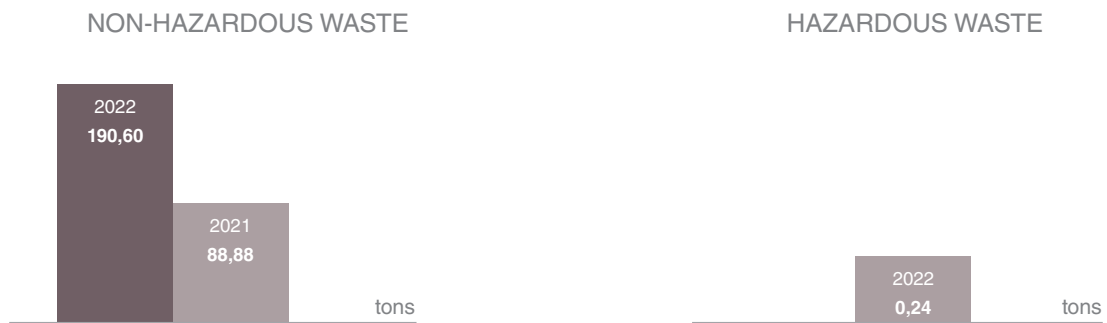 NON-HAZARDOUS WASTE
2022
190,60
2021
88,88
tons
HAZARDOUS WASTE
2022
0,24
tons